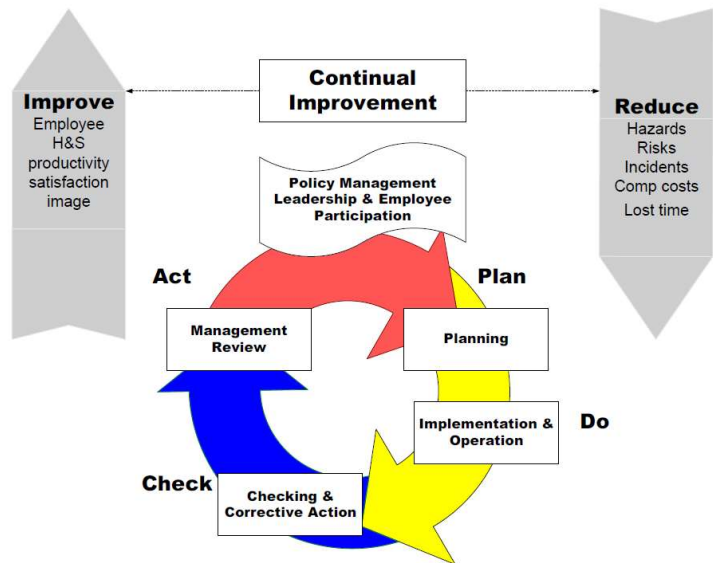 Continual
Improvement
Improve
Employee
H&S
productivity
satisfaction
image
Reduce
Hazards
Risks
Incidents
Comp costs
Lost time
Policy Management
Leadership & Employee
Participation
Act
Plan
Management
Review
Planning
Implementation &
Operation
Do
Check
Checking &
Corrective Action